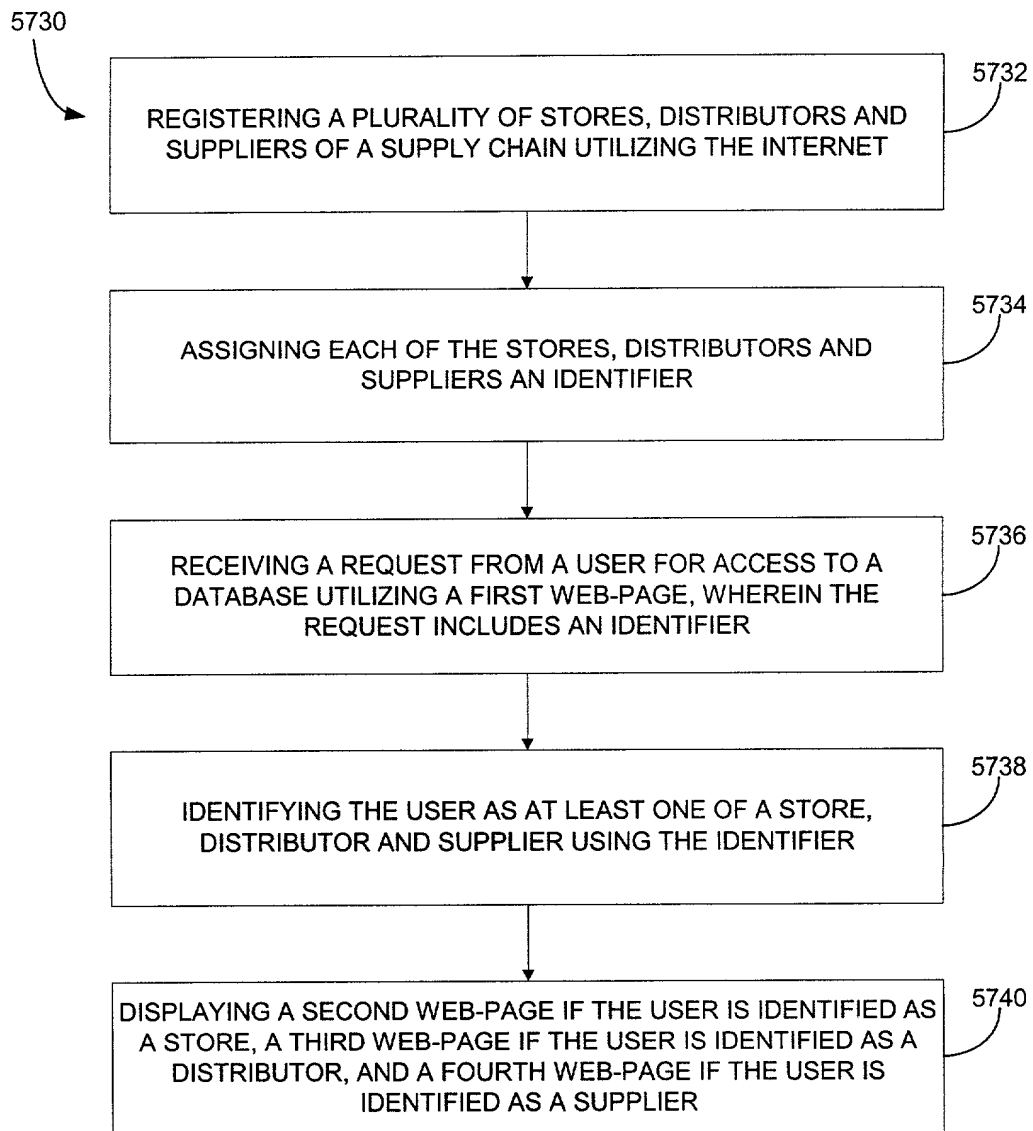 5730
5732
REGISTERING A PLURALITY OF STORES, DISTRIBUTORS AND
SUPPLIERS OF A SUPPLY CHAIN UTILIZING THE INTERNET
5734
ASSIGNING EACH OF THE STORES, DISTRIBUTORS AND
SUPPLIERS AN IDENTIFIER
5736
RECEIVING A REQUEST FROM A USER FOR ACCESS TO A
DATABASE UTILIZING A FIRST WEB-PAGE, WHEREIN THE
REQUEST INCLUDES AN IDENTIFIER
5738
IDENTIFYING THE USER AS AT LEAST ONE OF A STORE,
DISTRIBUTOR AND SUPPLIER USING THE IDENTIFIER
5740
DISPLAYING A SECOND WEB-PAGE IF THE USER IS IDENTIFIED AS
A STORE, A THIRD WEB-PAGE IF THE USER IS IDENTIFIED AS A
DISTRIBUTOR, AND A FOURTH WEB-PAGE IF THE USER IS
IDENTIFIED AS A SUPPLIER